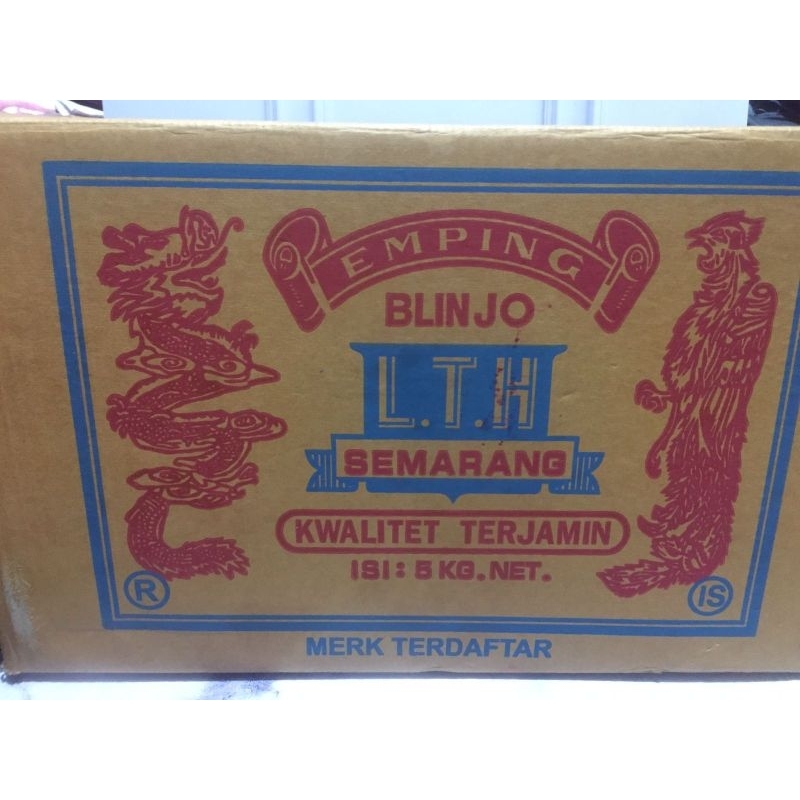 EMPING
BLINJO
L.T.H
SEMARANG
KWALITET TERJAMIN
ISI: 5 KG. NET.
R
IS
MERK TERDAFTAR